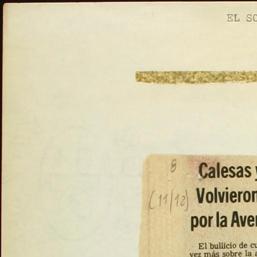 EL SO
8
(11/12)
Calesas y
Volvieron
por la Aven
El bullicio de cu
vez más sobre la a